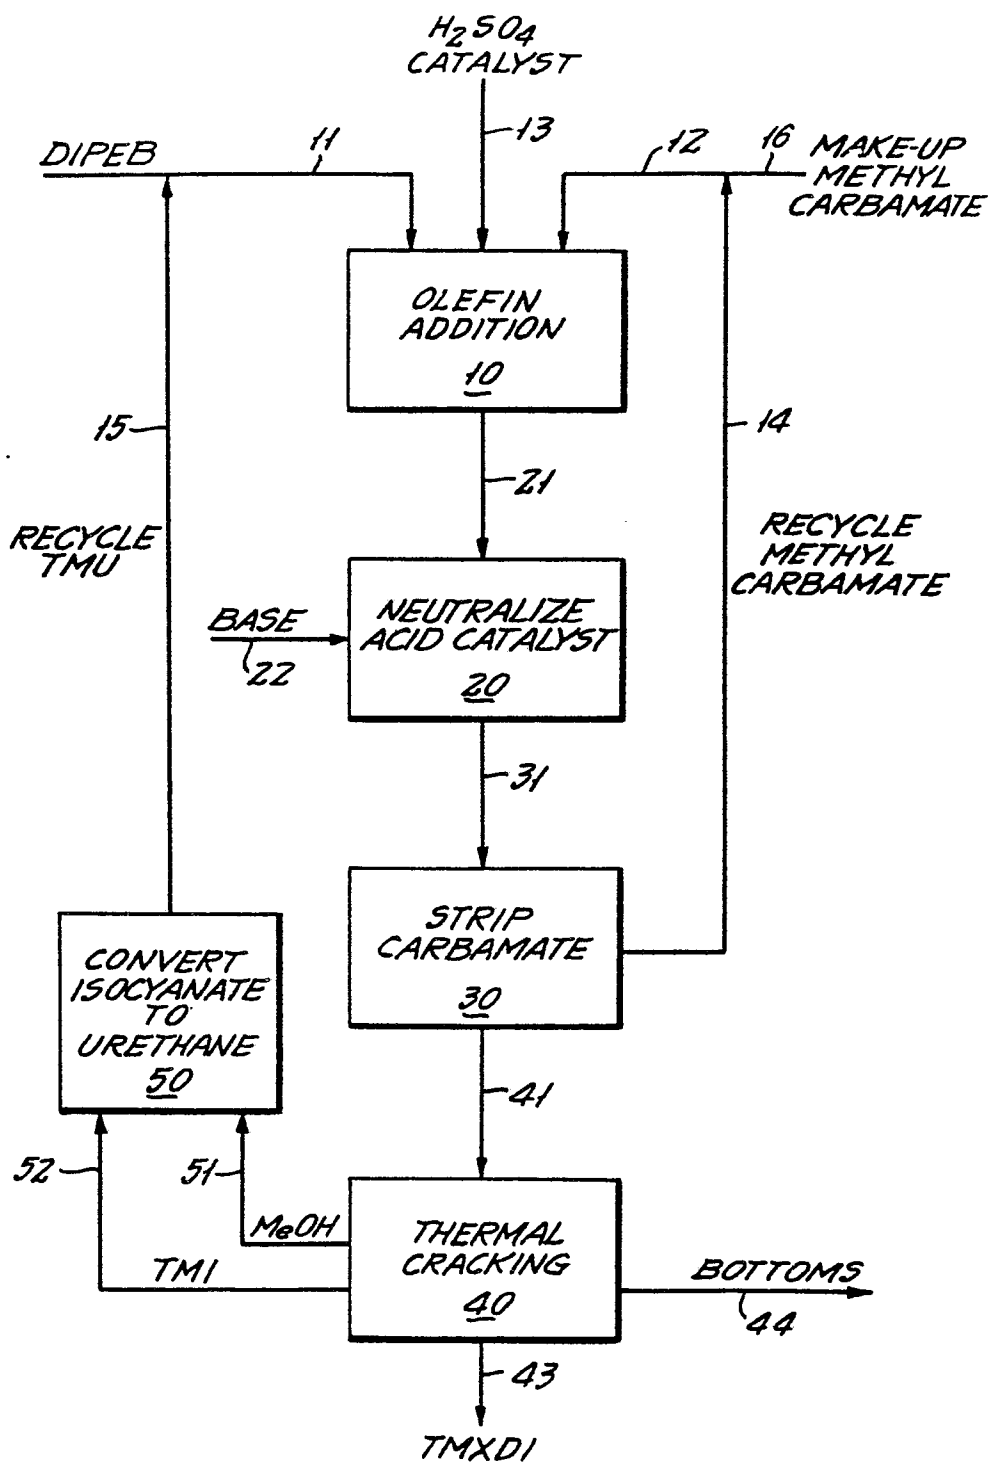 H2SO4
CATALYST
13
DIPEB
11
12
16
MAKE-UP
METHYL
CARBAMATE
OLEFIN
ADDITION
10
15
14
21
RECYCLE
TMU
RECYCLE
METHYL
CARBAMATE
BASE
22
NEUTRALIZE
ACID CATALYST
20
31
STRIP
CARBAMATE
30
CONVERT
ISOCYANATE
TO
URETHANE
50
41
52
51
MeOH
TMI
THERMAL
CRACKING
40
BOTTOMS
44
43
TMXDI